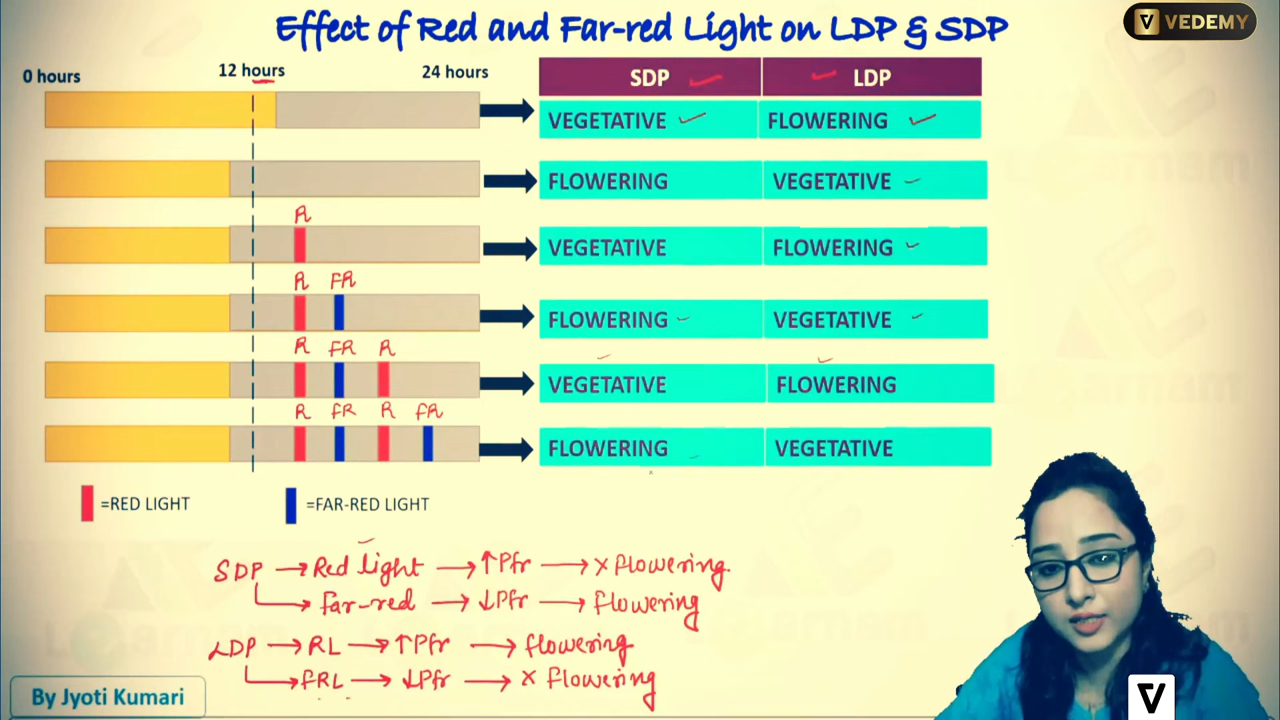 Effect of Red and Far-red Light on LDP & SDP
VEDEMY
0 hours 12 hours 24 hours
SDP LDP
VEGETATIVE FLOWERING
FLOWERING VEGETATIVE
R
VEGETATIVE FLOWERING
R FR
FLOWERING VEGETATIVE
R FR R
VEGETATIVE FLOWERING
R FR R FR
FLOWERING VEGETATIVE
=RED LIGHT =FAR-RED LIGHT
SDP → Red light → ↑Pfr → x flowering
→ far-red → ↓Pfr → flowering
LDP → RL → ↑Pfr → flowering
→ FRL → ↓Pfr → x flowering
By Jyoti Kumari